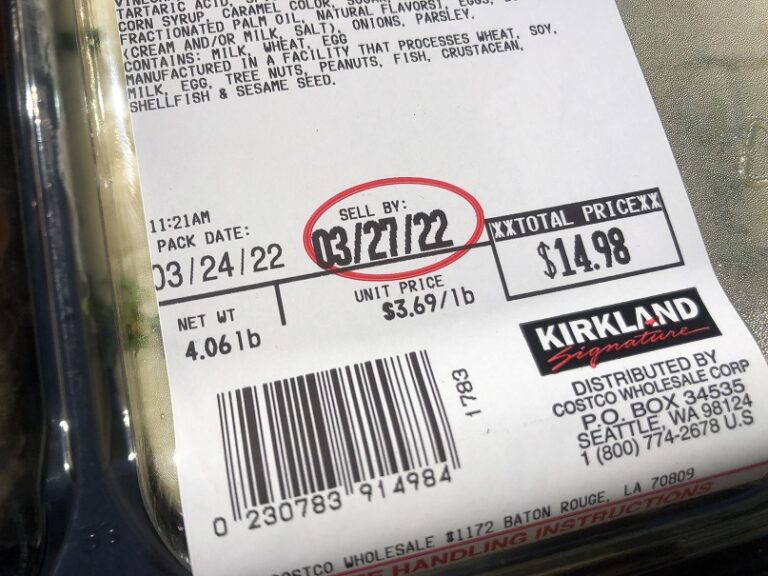 TARTARIC ACID,
CORN SYRUP, CARAMEL COLOR,
FRACTIONATED PALM OIL, NATURAL FLAVORS), EGGS,
(CREAM AND/OR MILK, SALT), ONIONS, PARSLEY.
CONTAINS: MILK, WHEAT, EGG
MANUFACTURED IN A FACILITY THAT PROCESSES WHEAT, SOY,
MILK, EGG, TREE NUTS, PEANUTS, FISH, CRUSTACEAN,
SHELLFISH & SESAME SEED.
11:21AM
PACK DATE:
03/24/22
SELL BY:
03/27/22
XXTOTAL PRICEXX
$14.98
NET WT
4.06lb
UNIT PRICE
$3.69/lb
KIRKLAND
Signature
DISTRIBUTED BY
COSTCO WHOLESALE CORP
P.O. BOX 34535
SEATTLE, WA 98124
1 (800) 774-2678 U.S
1783
0 230783 914984
COSTCO WHOLESALE #1172 BATON ROUGE, LA 70809
HANDLING INSTRUCTIONS